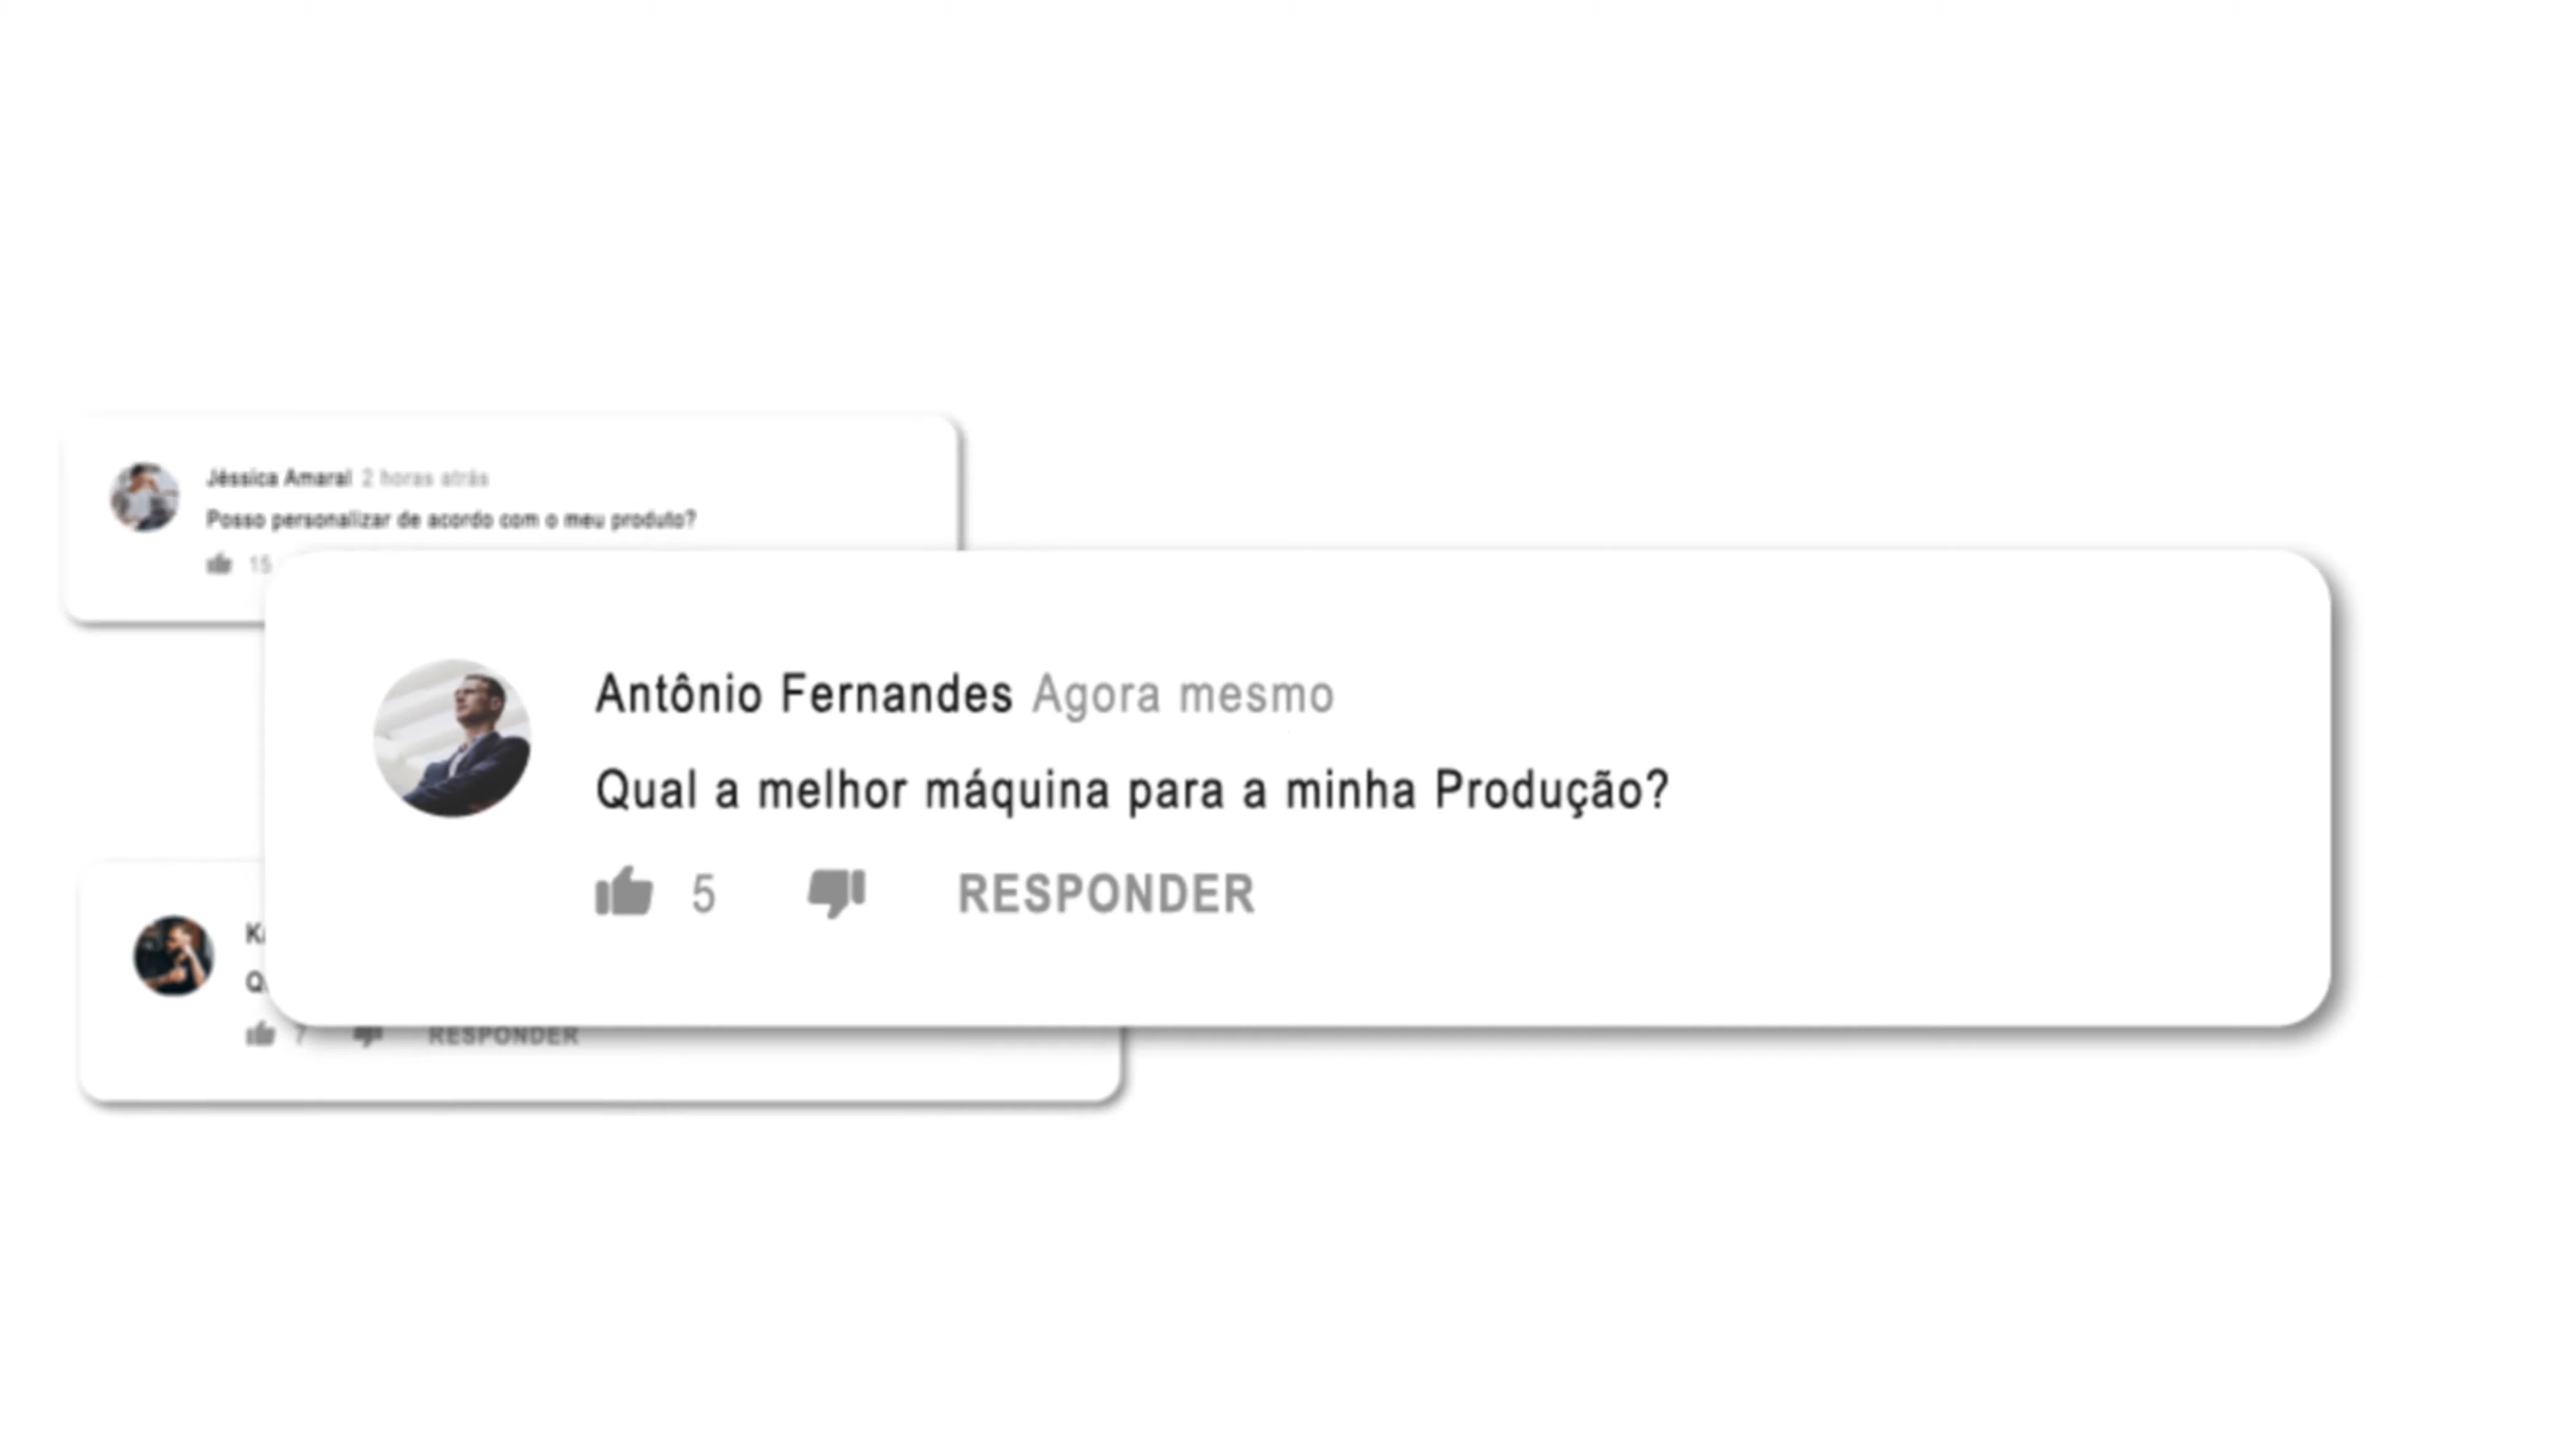 Jéssica Amaral 2 horas atrás
Posso personalizar de acordo com o meu produto?
15
Antônio Fernandes Agora mesmo
Qual a melhor máquina para a minha Produção?
5 RESPONDER
7 RESPONDER